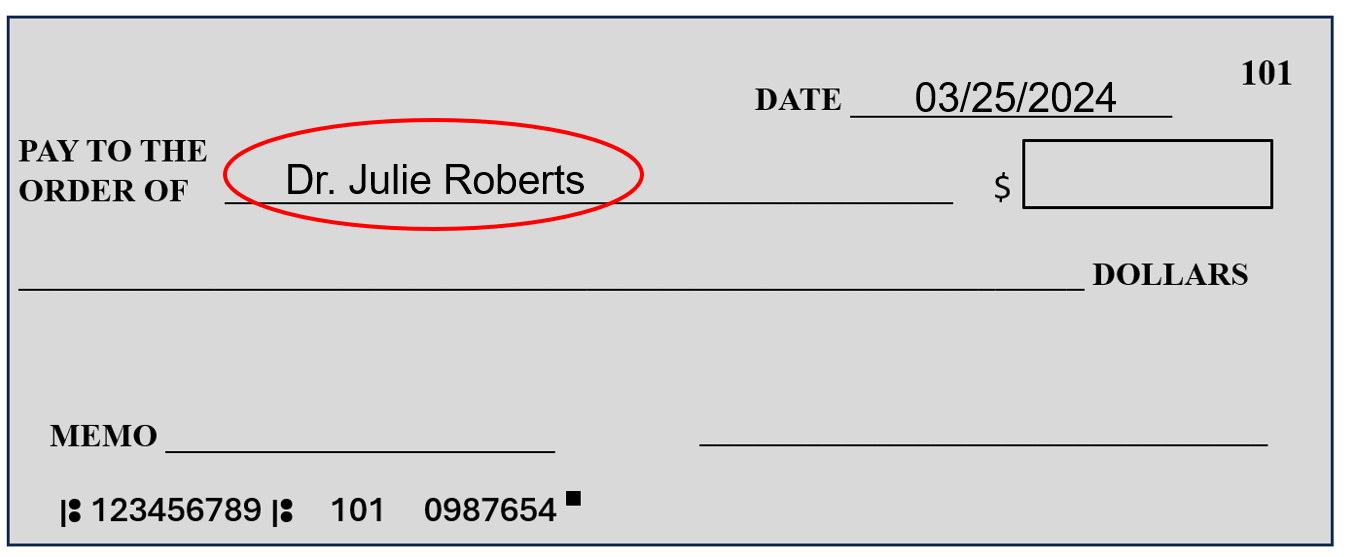 101
DATE 03/25/2024
PAY TO THE
ORDER OF Dr. Julie Roberts $
DOLLARS
MEMO
⑆ 123456789 ⑆ 101 0987654